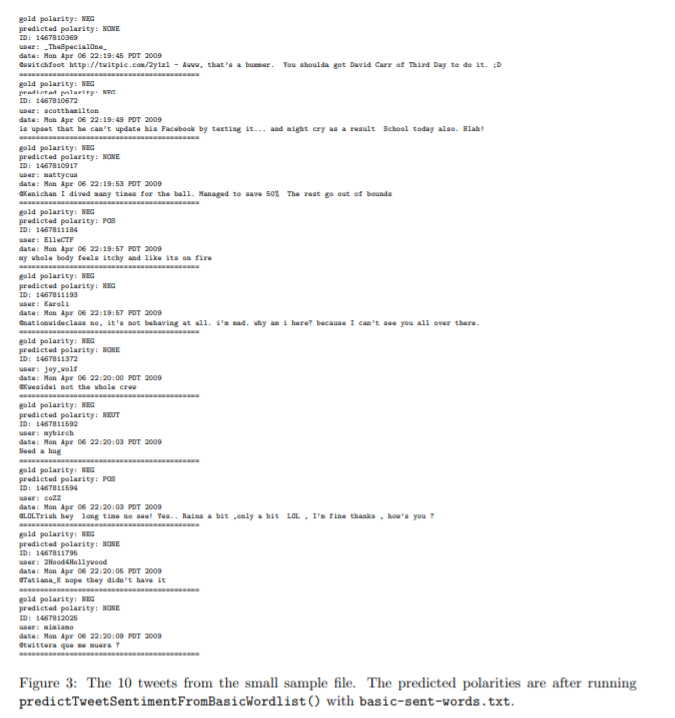 gold polarity: NEG
predicted polarity: NONE
ID: 1467810369
user: _TheSpecialOne_
date: Mon Apr 06 22:19:45 PDT 2009
@switchfoot http://twitpic.com/2y1zl - Awww, that's a bummer. You shoulda got David Carr of Third Day to do it. ;D
============================================
gold polarity: NEG
predicted polarity: NEG
ID: 1467810672
user: scotthamilton
date: Mon Apr 06 22:19:49 PDT 2009
is upset that he can't update his Facebook by texting it... and might cry as a result School today also. Blah!
============================================
gold polarity: NEG
predicted polarity: NONE
ID: 1467810917
user: mattycus
date: Mon Apr 06 22:19:53 PDT 2009
@Kenichan I dived many times for the ball. Managed to save 50% The rest go out of bounds
============================================
gold polarity: NEG
predicted polarity: POS
ID: 1467811184
user: ElleCTF
date: Mon Apr 06 22:19:57 PDT 2009
my whole body feels itchy and like its on fire
============================================
gold polarity: NEG
predicted polarity: NEG
ID: 1467811193
user: Karoli
date: Mon Apr 06 22:19:57 PDT 2009
@nationwideclass no, it's not behaving at all. i'm mad. why am i here? because I can't see you all over there.
============================================
gold polarity: NEG
predicted polarity: NONE
ID: 1467811372
user: joy_wolf
date: Mon Apr 06 22:20:00 PDT 2009
@Kwesidei not the whole crew
============================================
gold polarity: NEG
predicted polarity: NEUT
ID: 1467811592
user: mybirch
date: Mon Apr 06 22:20:03 PDT 2009
Need a hug
============================================
gold polarity: NEG
predicted polarity: POS
ID: 1467811594
user: coZZ
date: Mon Apr 06 22:20:03 PDT 2009
@LOLTrish hey long time no see! Yes.. Rains a bit ,only a bit LOL , I'm fine thanks , how's you ?
============================================
gold polarity: NEG
predicted polarity: NONE
ID: 1467811795
user: 2Hood4Hollywood
date: Mon Apr 06 22:20:05 PDT 2009
@Tatiana_K nope they didn't have it
============================================
gold polarity: NEG
predicted polarity: NONE
ID: 1467812025
user: mimismo
date: Mon Apr 06 22:20:09 PDT 2009
@twittera que me muera ?
============================================
Figure 3: The 10 tweets from the small sample file. The predicted polarities are after running
predictTweetSentimentFromBasicWordlist() with basic-sent-words.txt.